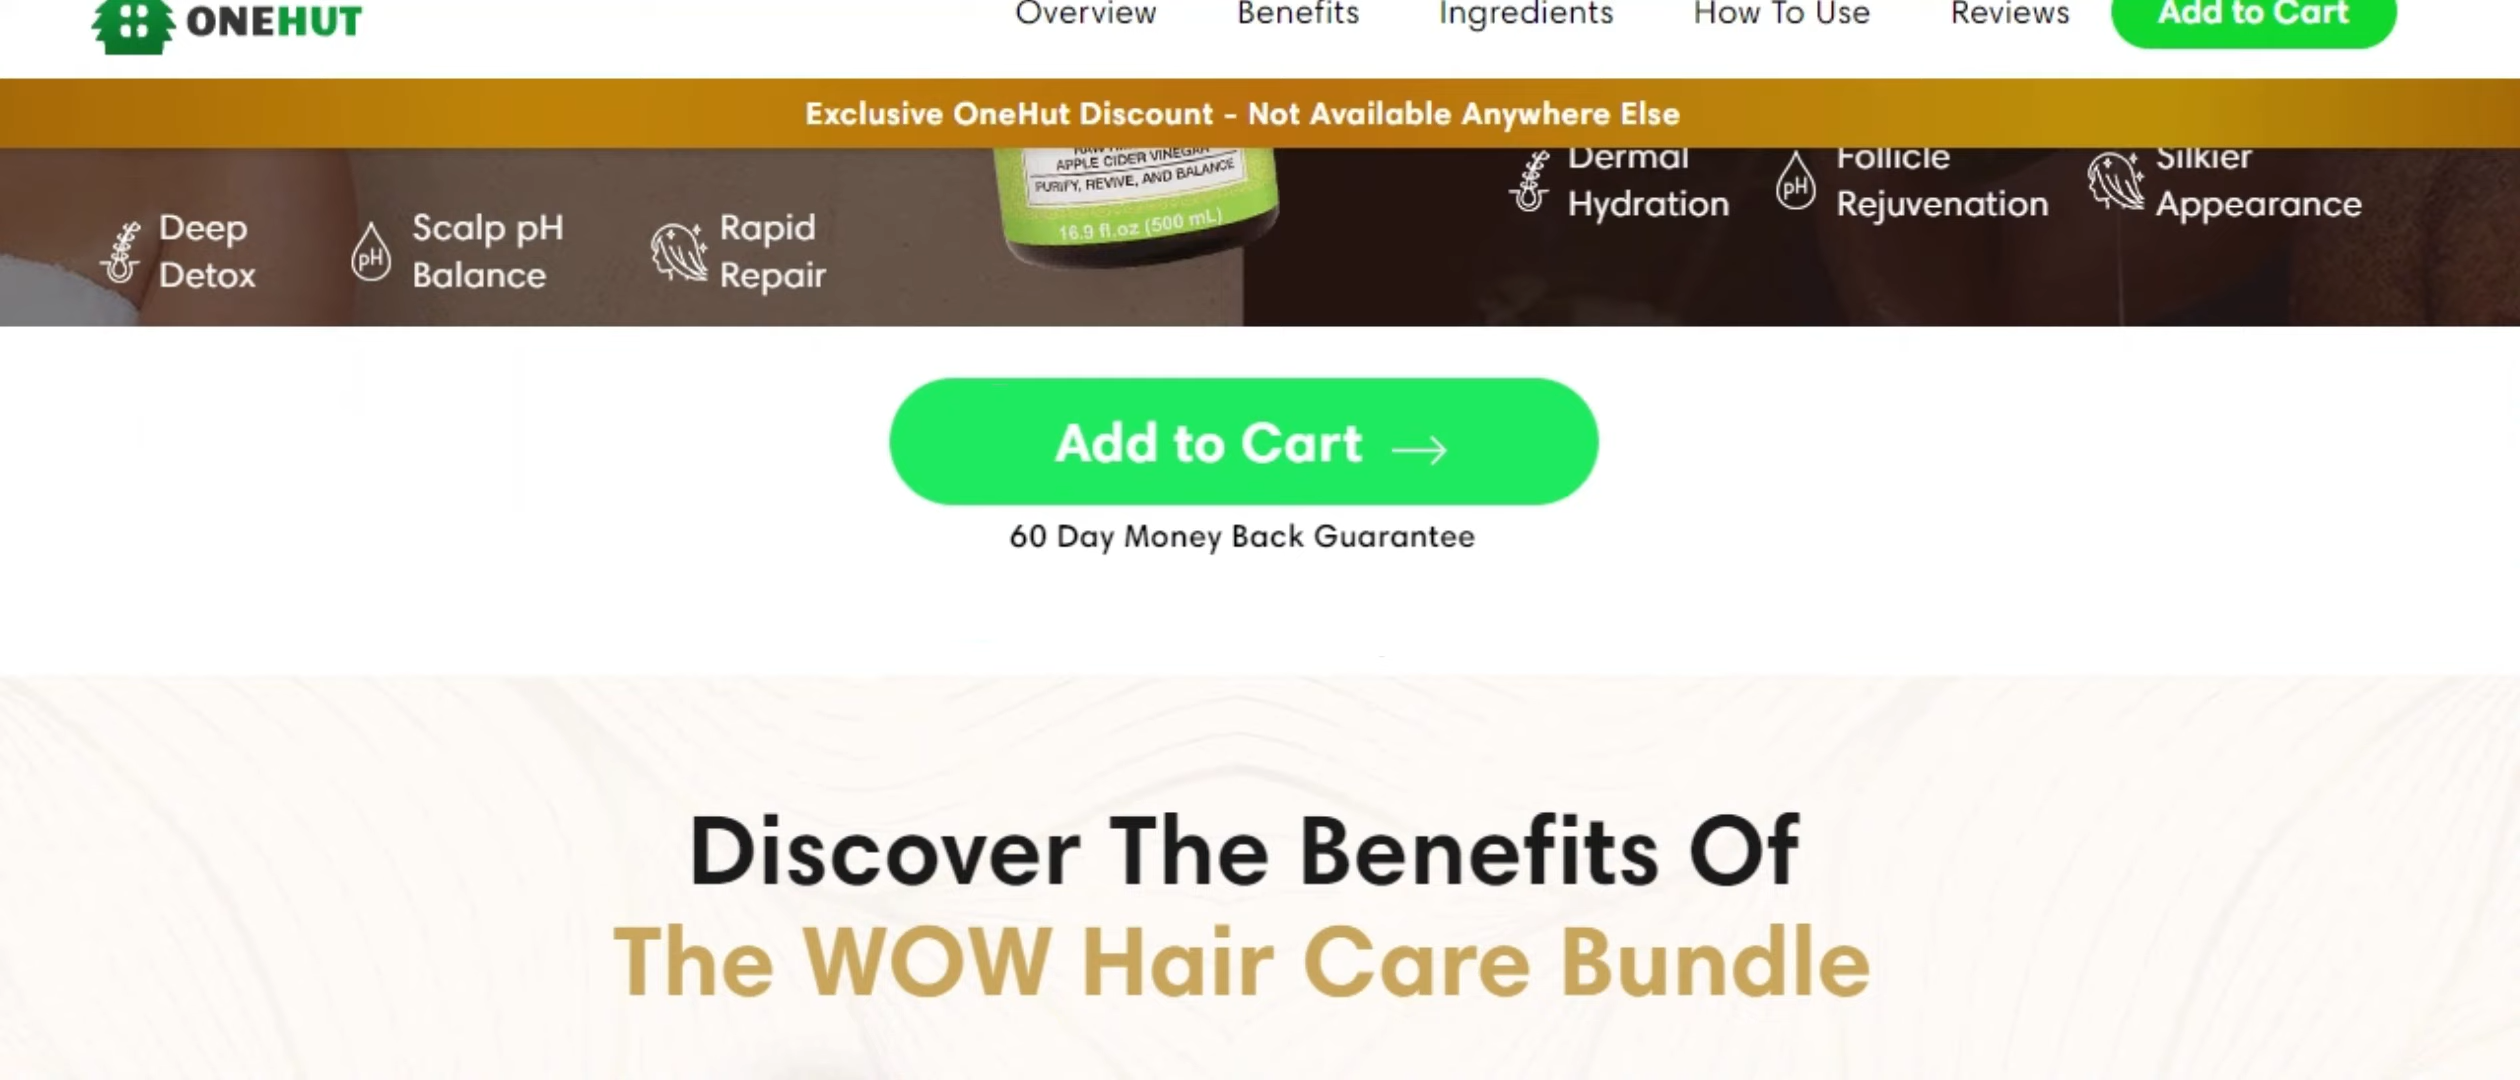 ONEHUT
Overview
Benefits
Ingredients
How To Use
Reviews
Add to Cart
Exclusive OneHut Discount - Not Available Anywhere Else
Deep
Detox
pH
Scalp pH
Balance
Rapid
Repair
APPLE CIDER VINEGAR
PURIFY, REVIVE, AND BALANCE
16.9 fl.oz (500 mL)
Dermal
Hydration
pH
Follicle
Rejuvenation
Silkier
Appearance
Add to Cart →
60 Day Money Back Guarantee
Discover The Benefits Of
The WOW Hair Care Bundle